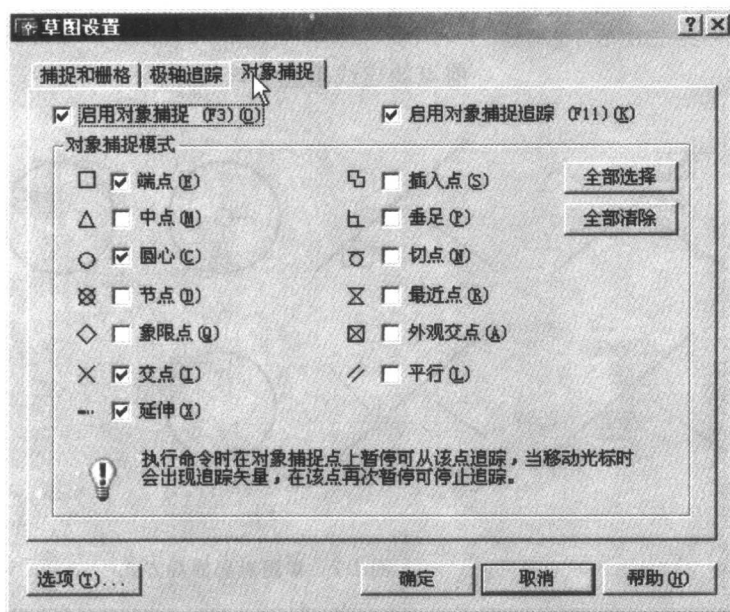 草图设置
捕捉和栅格 极轴追踪 对象捕捉
启用对象捕捉 (F3)(O) 启用对象捕捉追踪 (F11)(K)
对象捕捉模式
端点(E) 插入点(S) 全部选择
中点(M) 垂足(P) 全部清除
圆心(C) 切点(N)
节点(D) 最近点(R)
象限点(Q) 外观交点(A)
交点(I) 平行(L)
延伸(X)
执行命令时在对象捕捉点上暂停可从该点追踪，当移动光标时
会出现追踪矢量，在该点再次暂停可停止追踪。
选项(T)... 确定 取消 帮助(H)